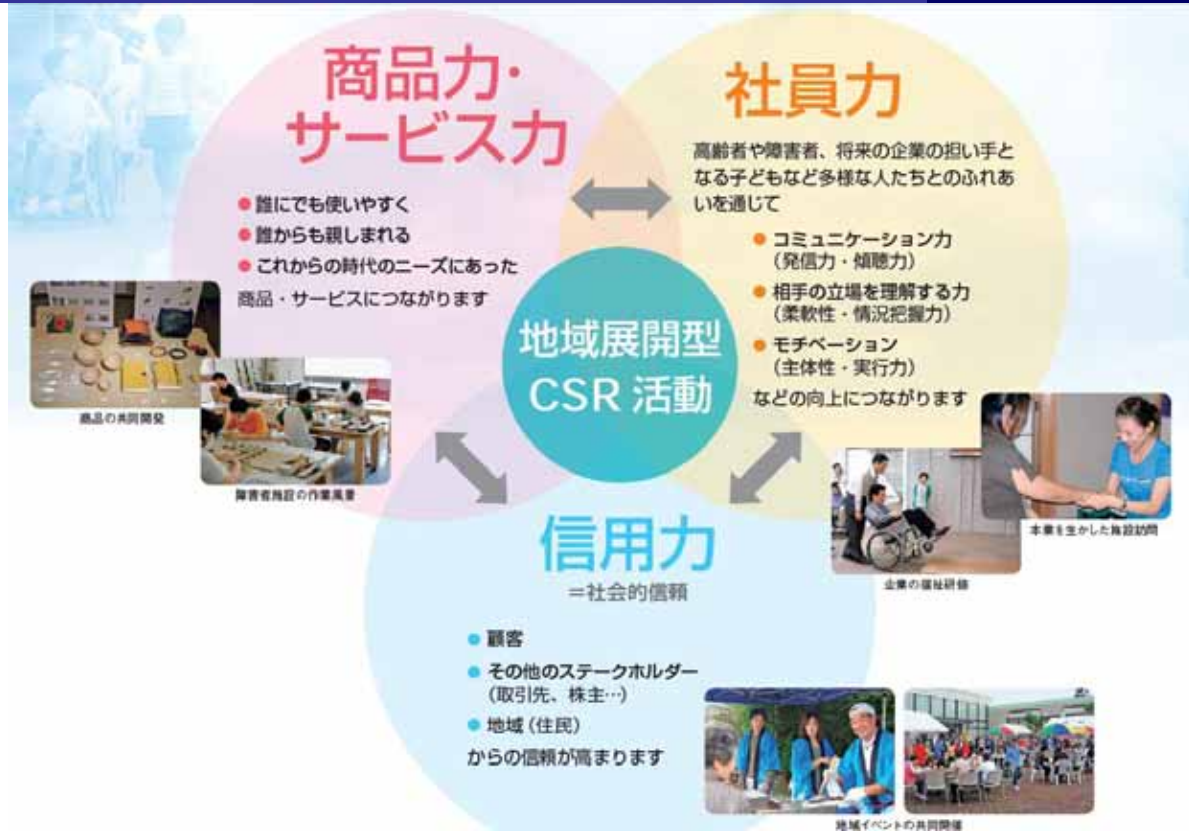 商品力・
サービス力
● 誰にでも使いやすく
● 誰からも親しまれる
● これからの時代のニーズにあった
商品・サービスにつながります
商品の共同開発
障害者施設の作業風景
社員力
高齢者や障害者、将来の企業の担い手と
なる子どもなど多様な人たちとのふれあ
いを通じて
● コミュニケーション力
（発信力・傾聴力）
● 相手の立場を理解する力
（柔軟性・情況把握力）
● モチベーション
（主体性・実行力）
などの向上につながります
本業を生かした施設訪問
企業の福祉研修
地域展開型
CSR 活動
信用力
＝社会的信頼
● 顧客
● その他のステークホルダー
（取引先、株主…）
● 地域（住民）
からの信頼が高まります
地域イベントの共同開催